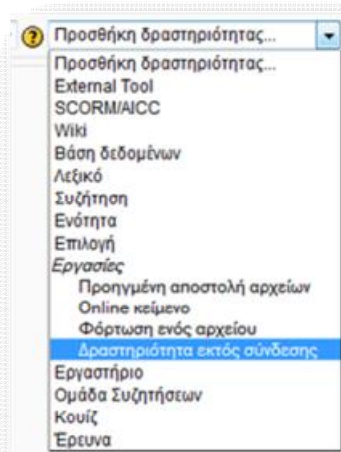 ? Προσθήκη δραστηριότητας...
Προσθήκη δραστηριότητας...
External Tool
SCORM/AICC
Wiki
Βάση δεδομένων
Λεξικό
Συζήτηση
Ενότητα
Επιλογή
Εργασίες
Προηγμένη αποστολή αρχείων
Online κείμενο
Φόρτωση ενός αρχείου
Δραστηριότητα εκτός σύνδεσης
Εργαστήριο
Ομάδα Συζητήσεων
Κουίζ
Έρευνα